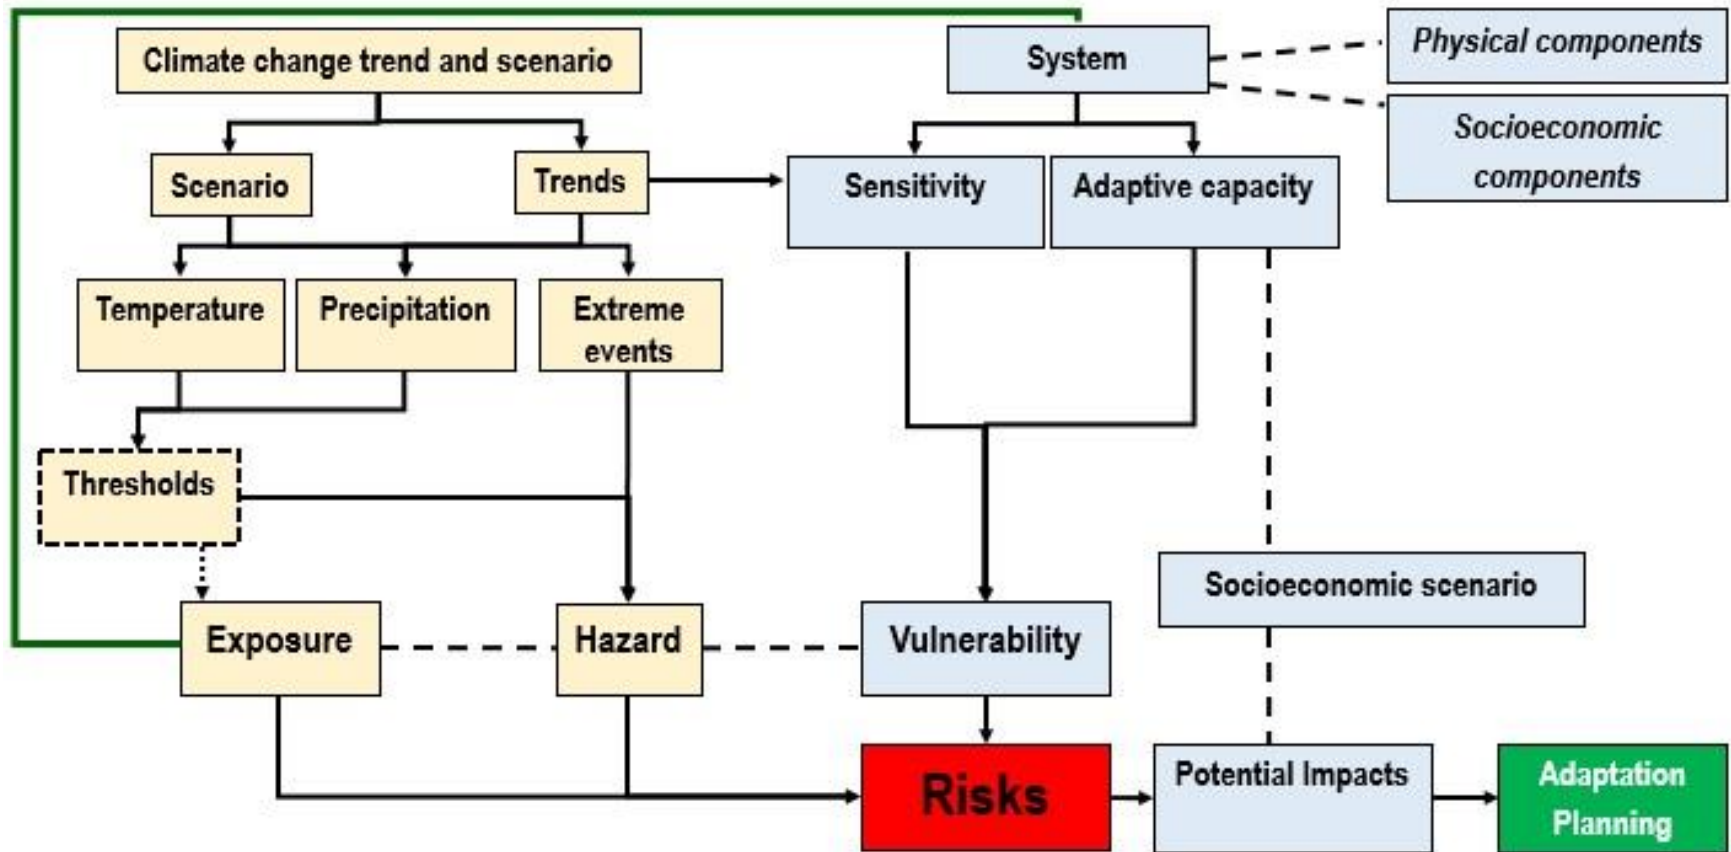 Climate change trend and scenario
System
Physical components
Socioeconomic
components
Scenario
Trends
Sensitivity
Adaptive capacity
Temperature
Precipitation
Extreme
events
Thresholds
Socioeconomic scenario
Exposure
Hazard
Vulnerability
Risks
Potential Impacts
Adaptation
Planning